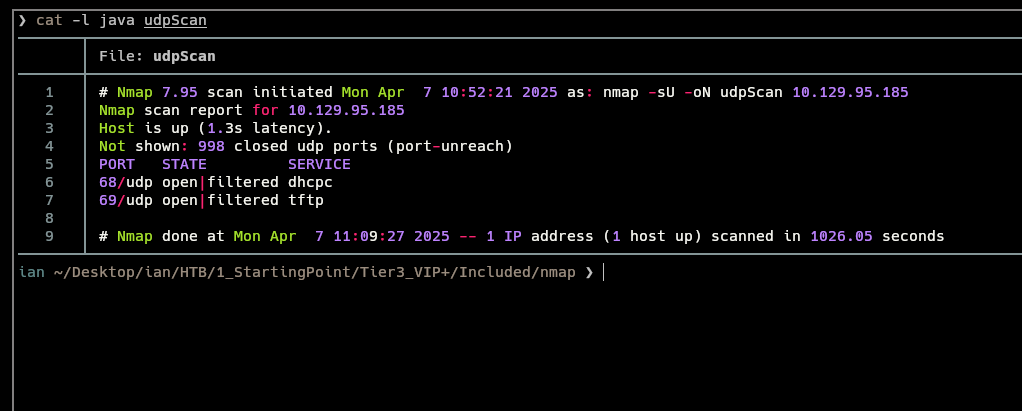 ❯ cat -l java udpScan
File: udpScan
1 # Nmap 7.95 scan initiated Mon Apr  7 10:52:21 2025 as: nmap -sU -oN udpScan 10.129.95.185
2 Nmap scan report for 10.129.95.185
3 Host is up (1.3s latency).
4 Not shown: 998 closed udp ports (port-unreach)
5 PORT   STATE         SERVICE
6 68/udp open|filtered dhcpc
7 69/udp open|filtered tftp
8
9 # Nmap done at Mon Apr  7 11:09:27 2025 -- 1 IP address (1 host up) scanned in 1026.05 seconds
ian ~/Desktop/ian/HTB/1_StartingPoint/Tier3_VIP+/Included/nmap ❯